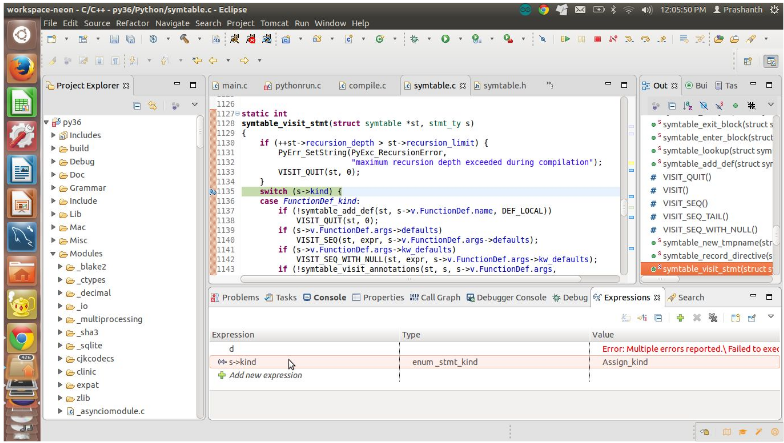 workspace-neon - C/C++ - py36/Python/symtable.c - Eclipse
12:05:50 PM
Prashanth
File Edit Source Refactor Navigate Search Project Tramcontoo Run Window Help
Project Explorer
py36
Includes
build
Debug
Doc
Grammar
Include
Lib
Mac
Misc
Modules
_blake2
_ctypes
_decimal
_io
_multiprocessing
_sha3
_sqlite
cjkcodecs
clinic
expat
zlib
_asynciomodule.c
main.c pythonrun.c compile.c symtable.c symtable.h
1126
1127 static int
1128 symtable_visit_stmt(struct symtable *st, stmt_ty s)
1129 {
1130 if (++st->recursion_depth > st->recursion_limit) {
1131 PyErr_SetString(PyExc_RecursionError,
1132 "maximum recursion depth exceeded during compilation");
1133 VISIT_QUIT(st, 0);
1134 }
1135 switch (s->kind) {
1136 case FunctionDef_kind:
1137 if (!symtable_add_def(st, s->v.FunctionDef.name, DEF_LOCAL))
1138 VISIT_QUIT(st, 0);
1139 if (s->v.FunctionDef.args->defaults)
1140 VISIT_SEQ(st, expr, s->v.FunctionDef.args->defaults);
1141 if (s->v.FunctionDef.args->kw_defaults)
1142 VISIT_SEQ_WITH_NULL(st, expr, s->v.FunctionDef.args->kw_defaults);
1143 if (!symtable_visit_annotations(st, s, s->v.FunctionDef.args,
Out Bui Tas
symtable_exit_block(struct s
symtable_enter_block(struct
symtable_lookup(struct sym
symtable_add_def(struct sy
VISIT_QUIT()
VISIT()
VISIT_SEQ()
VISIT_SEQ_TAIL()
VISIT_SEQ_WITH_NULL()
symtable_new_tmpname(str
symtable_record_directive(st
symtable_visit_stmt(struct sy
Problems Tasks Console Properties Call Graph Debugger Console Debug Expressions Search
Expression Type Value
d Error: Multiple errors reported.\ Failed to exec
s->kind enum _stmt_kind Assign_kind
Add new expression